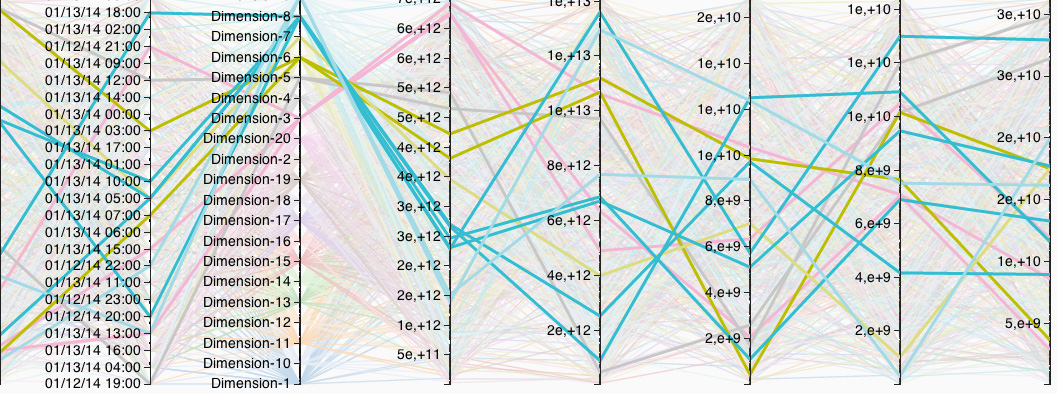 01/13/14 18:00
01/13/14 02:00
01/12/14 21:00
01/13/14 09:00
01/13/14 12:00
01/13/14 14:00
01/13/14 00:00
01/13/14 03:00
01/13/14 17:00
01/13/14 01:00
01/13/14 10:00
01/13/14 05:00
01/13/14 07:00
01/13/14 06:00
01/13/14 15:00
01/12/14 22:00
01/13/14 11:00
01/12/14 23:00
01/12/14 20:00
01/13/14 13:00
01/13/14 16:00
01/13/14 04:00
01/12/14 19:00
Dimension-8
Dimension-7
Dimension-6
Dimension-5
Dimension-4
Dimension-3
Dimension-20
Dimension-2
Dimension-19
Dimension-18
Dimension-17
Dimension-16
Dimension-15
Dimension-14
Dimension-13
Dimension-12
Dimension-11
Dimension-10
Dimension-1
6e,+12
6e,+12
5e,+12
5e,+12
4e,+12
4e,+12
3e,+12
3e,+12
2e,+12
2e,+12
1e,+12
5e,+11
1e,+13
1e,+13
1e,+13
8e,+12
6e,+12
4e,+12
2e,+12
2e,+10
1e,+10
1e,+10
1e,+10
8e,+9
6e,+9
4e,+9
2e,+9
1e,+10
1e,+10
1e,+10
8e,+9
6e,+9
4e,+9
2e,+9
3e,+10
3e,+10
2e,+10
2e,+10
1e,+10
5e,+9